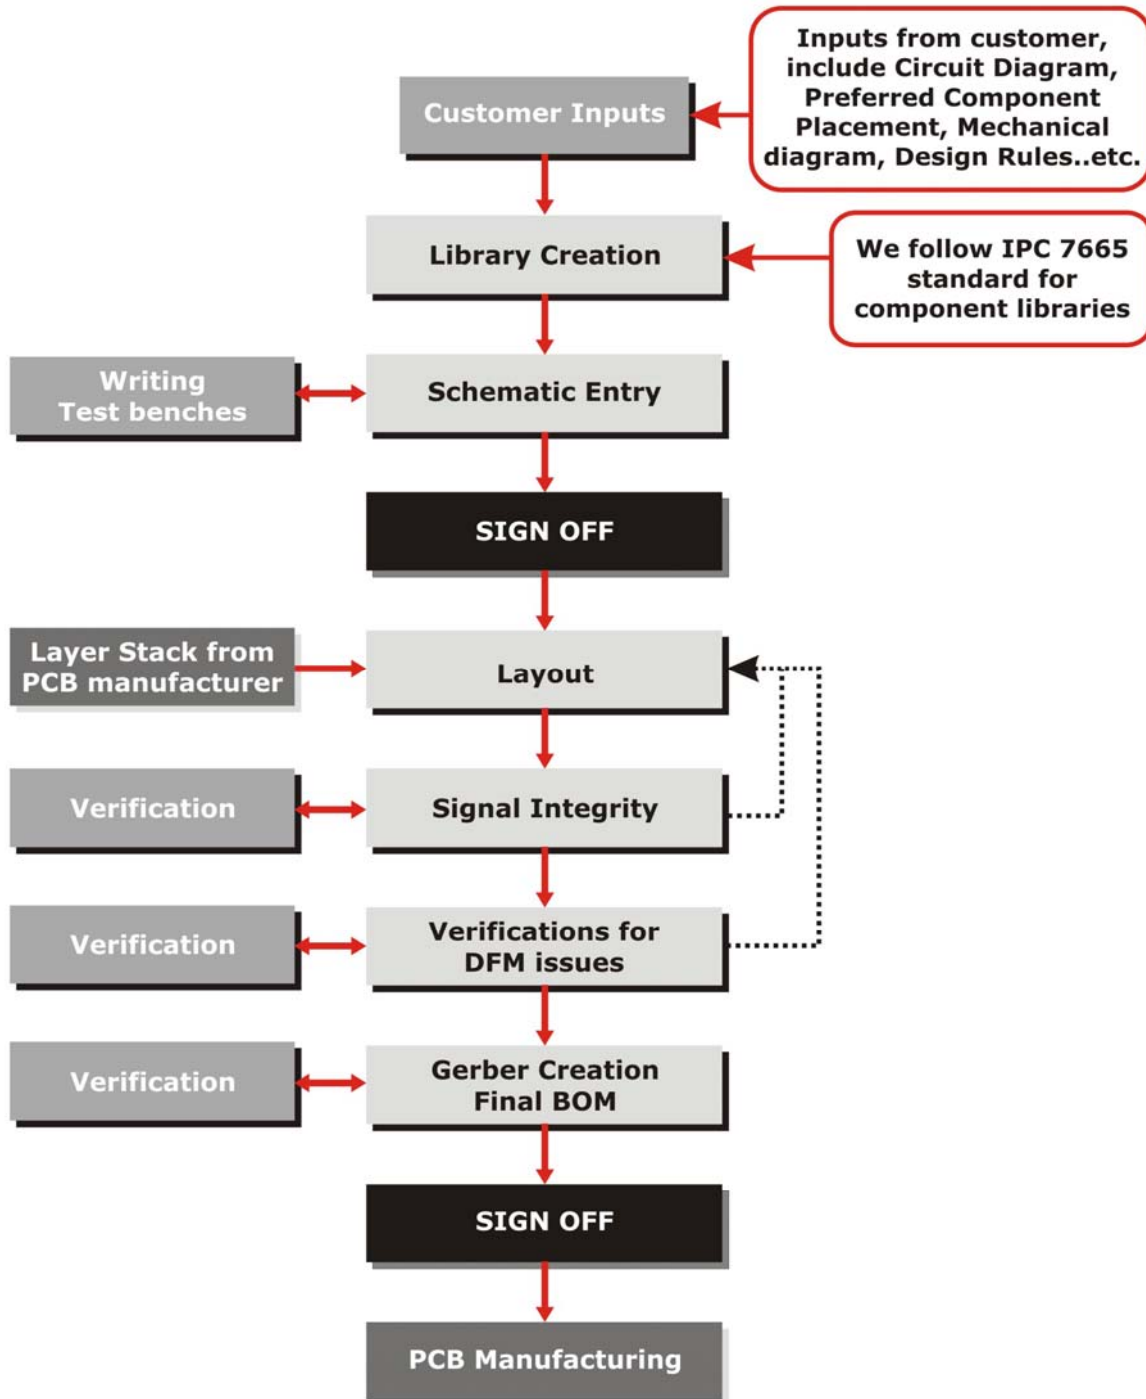 Inputs from customer,
include Circuit Diagram,
Preferred Component
Placement, Mechanical
diagram, Design Rules..etc.
Customer Inputs
Library Creation
We follow IPC 7665
standard for
component libraries
Writing
Test benches
Schematic Entry
SIGN OFF
Layer Stack from
PCB manufacturer
Layout
Verification
Signal Integrity
Verification
Verifications for
DFM issues
Verification
Gerber Creation
Final BOM
SIGN OFF
PCB Manufacturing